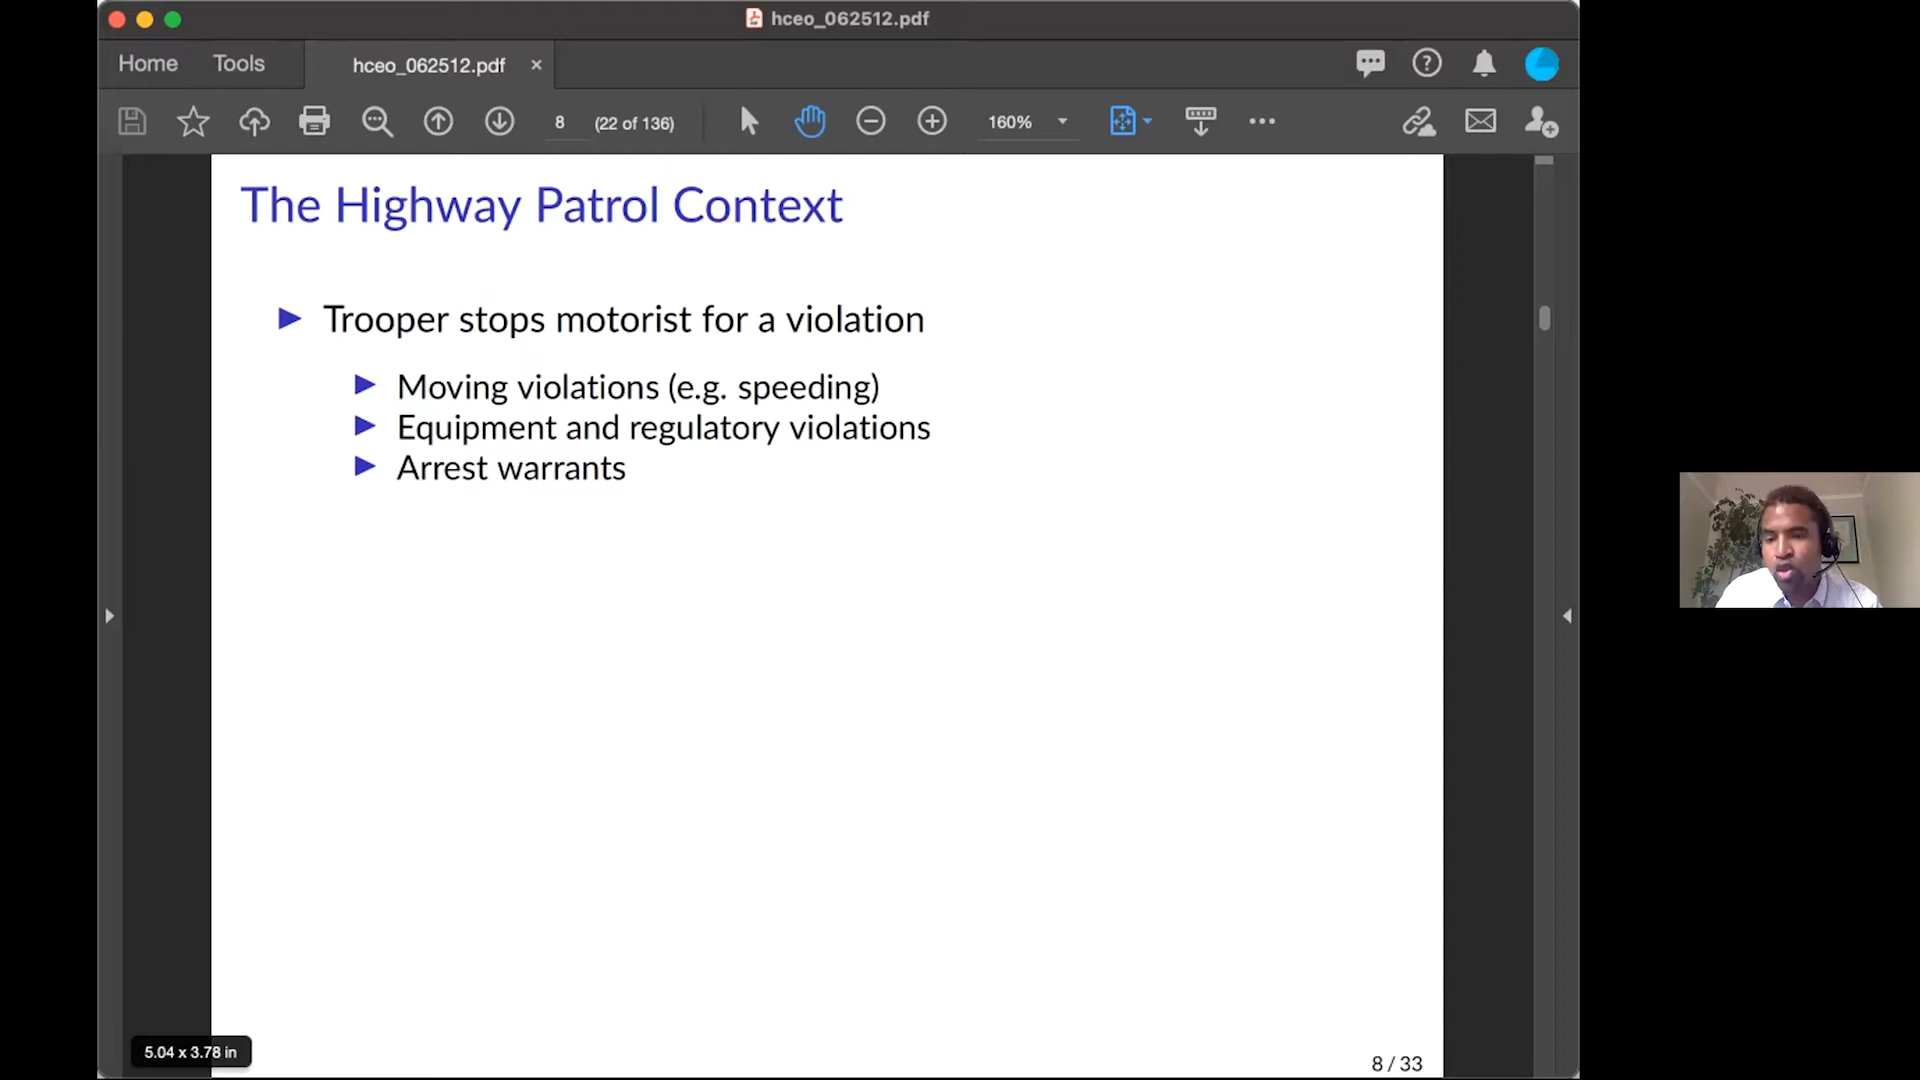 hceo_062512.pdf
Home Tools hceo_062512.pdf ×
8 (22 of 136) 160%
The Highway Patrol Context
Trooper stops motorist for a violation
Moving violations (e.g. speeding)
Equipment and regulatory violations
Arrest warrants
5.04 x 3.78 in
8 / 33